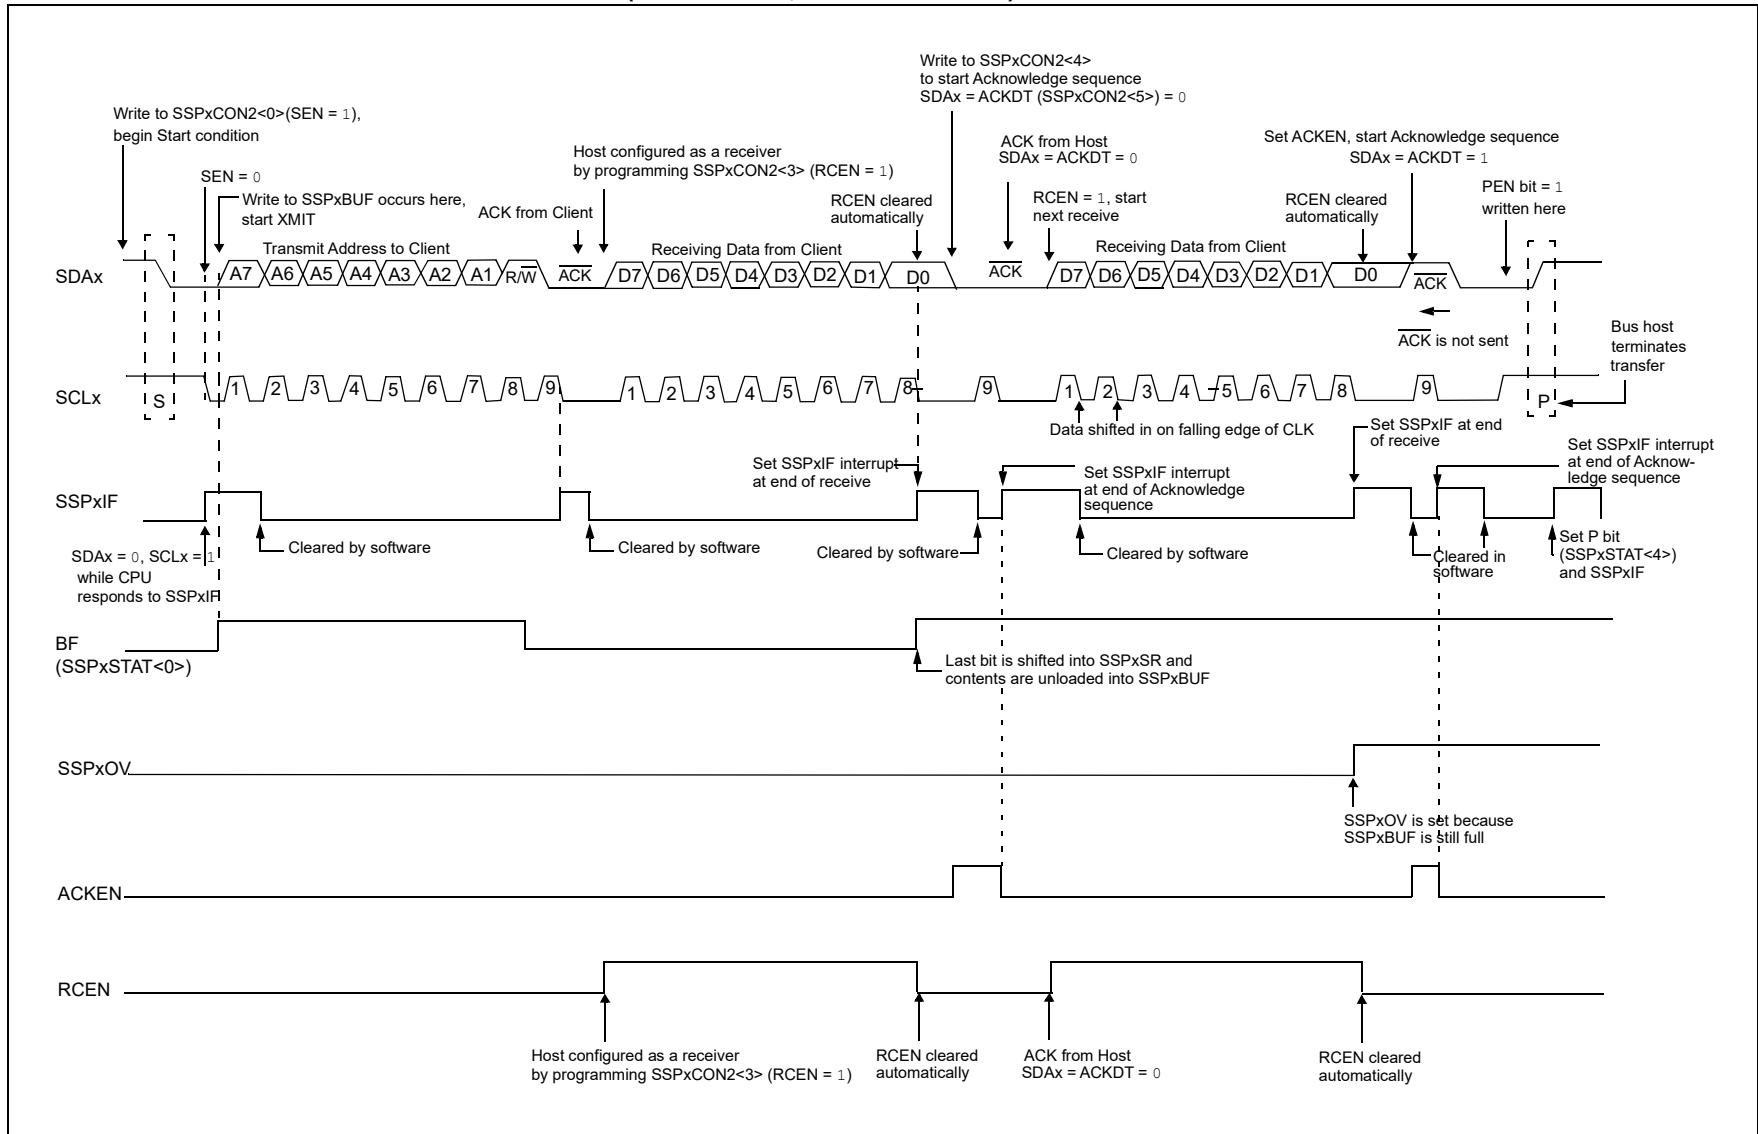 Write to SSPxCON2<4>
to start Acknowledge sequence
SDAx = ACKDT (SSPxCON2<5>) = 0
Write to SSPxCON2<0>(SEN = 1),
begin Start condition
ACK from Host
SDAx = ACKDT = 0
Set ACKEN, start Acknowledge sequence
SDAx = ACKDT = 1
Host configured as a receiver
by programming SSPxCON2<3> (RCEN = 1)
SEN = 0
Write to SSPxBUF occurs here,
start XMIT
ACK from Client
RCEN cleared
automatically
RCEN = 1, start
next receive
RCEN cleared
automatically
PEN bit = 1
written here
Transmit Address to Client
Receiving Data from Client
Receiving Data from Client
SDAx
A7 A6 A5 A4 A3 A2 A1 R/W ACK D7 D6 D5 D4 D3 D2 D1 D0 ACK D7 D6 D5 D4 D3 D2 D1 D0 ACK
ACK is not sent
Bus host
terminates
transfer
SCLx
S 1 2 3 4 5 6 7 8 9 1 2 3 4 5 6 7 8 9 1 2 3 4 5 6 7 8 9 P
Data shifted in on falling edge of CLK
Set SSPxIF at end
of receive
Set SSPxIF interrupt
at end of receive
Set SSPxIF interrupt
at end of Acknowledge
sequence
Set SSPxIF interrupt
at end of Acknow-
ledge sequence
SSPxIF
SDAx = 0, SCLx = 1
while CPU
responds to SSPxIF
Cleared by software
Cleared by software
Cleared by software
Cleared by software
Cleared in
software
Set P bit
(SSPxSTAT<4>)
and SSPxIF
BF
(SSPxSTAT<0>)
Last bit is shifted into SSPxSR and
contents are unloaded into SSPxBUF
SSPxOV
SSPxOV is set because
SSPxBUF is still full
ACKEN
RCEN
Host configured as a receiver
by programming SSPxCON2<3> (RCEN = 1)
RCEN cleared
automatically
ACK from Host
SDAx = ACKDT = 0
RCEN cleared
automatically